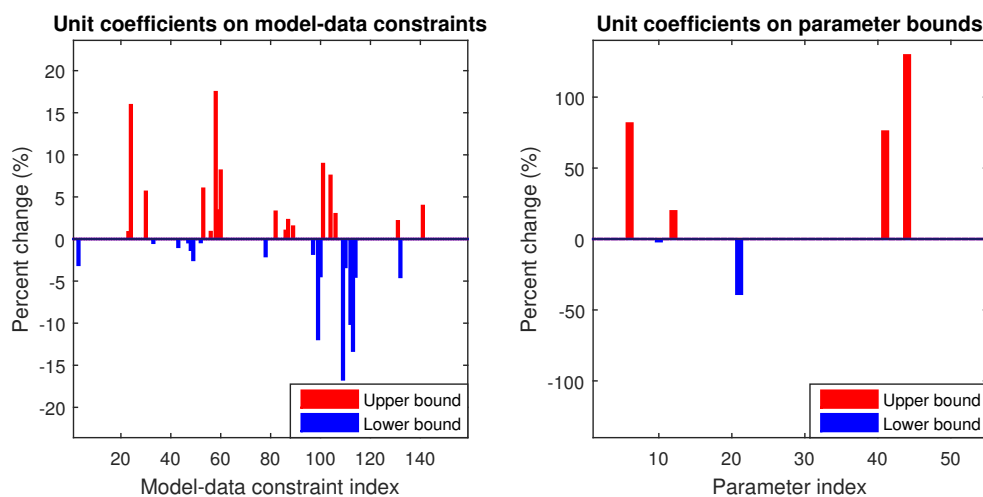 Unit coefficients on model-data constraints
20
15
10
5
0
-5
-10
-15
-20
Percent change (%)
20 40 60 80 100 120 140
Model-data constraint index
Upper bound
Lower bound
Unit coefficients on parameter bounds
100
50
0
-50
-100
Percent change (%)
10 20 30 40 50
Parameter index
Upper bound
Lower bound